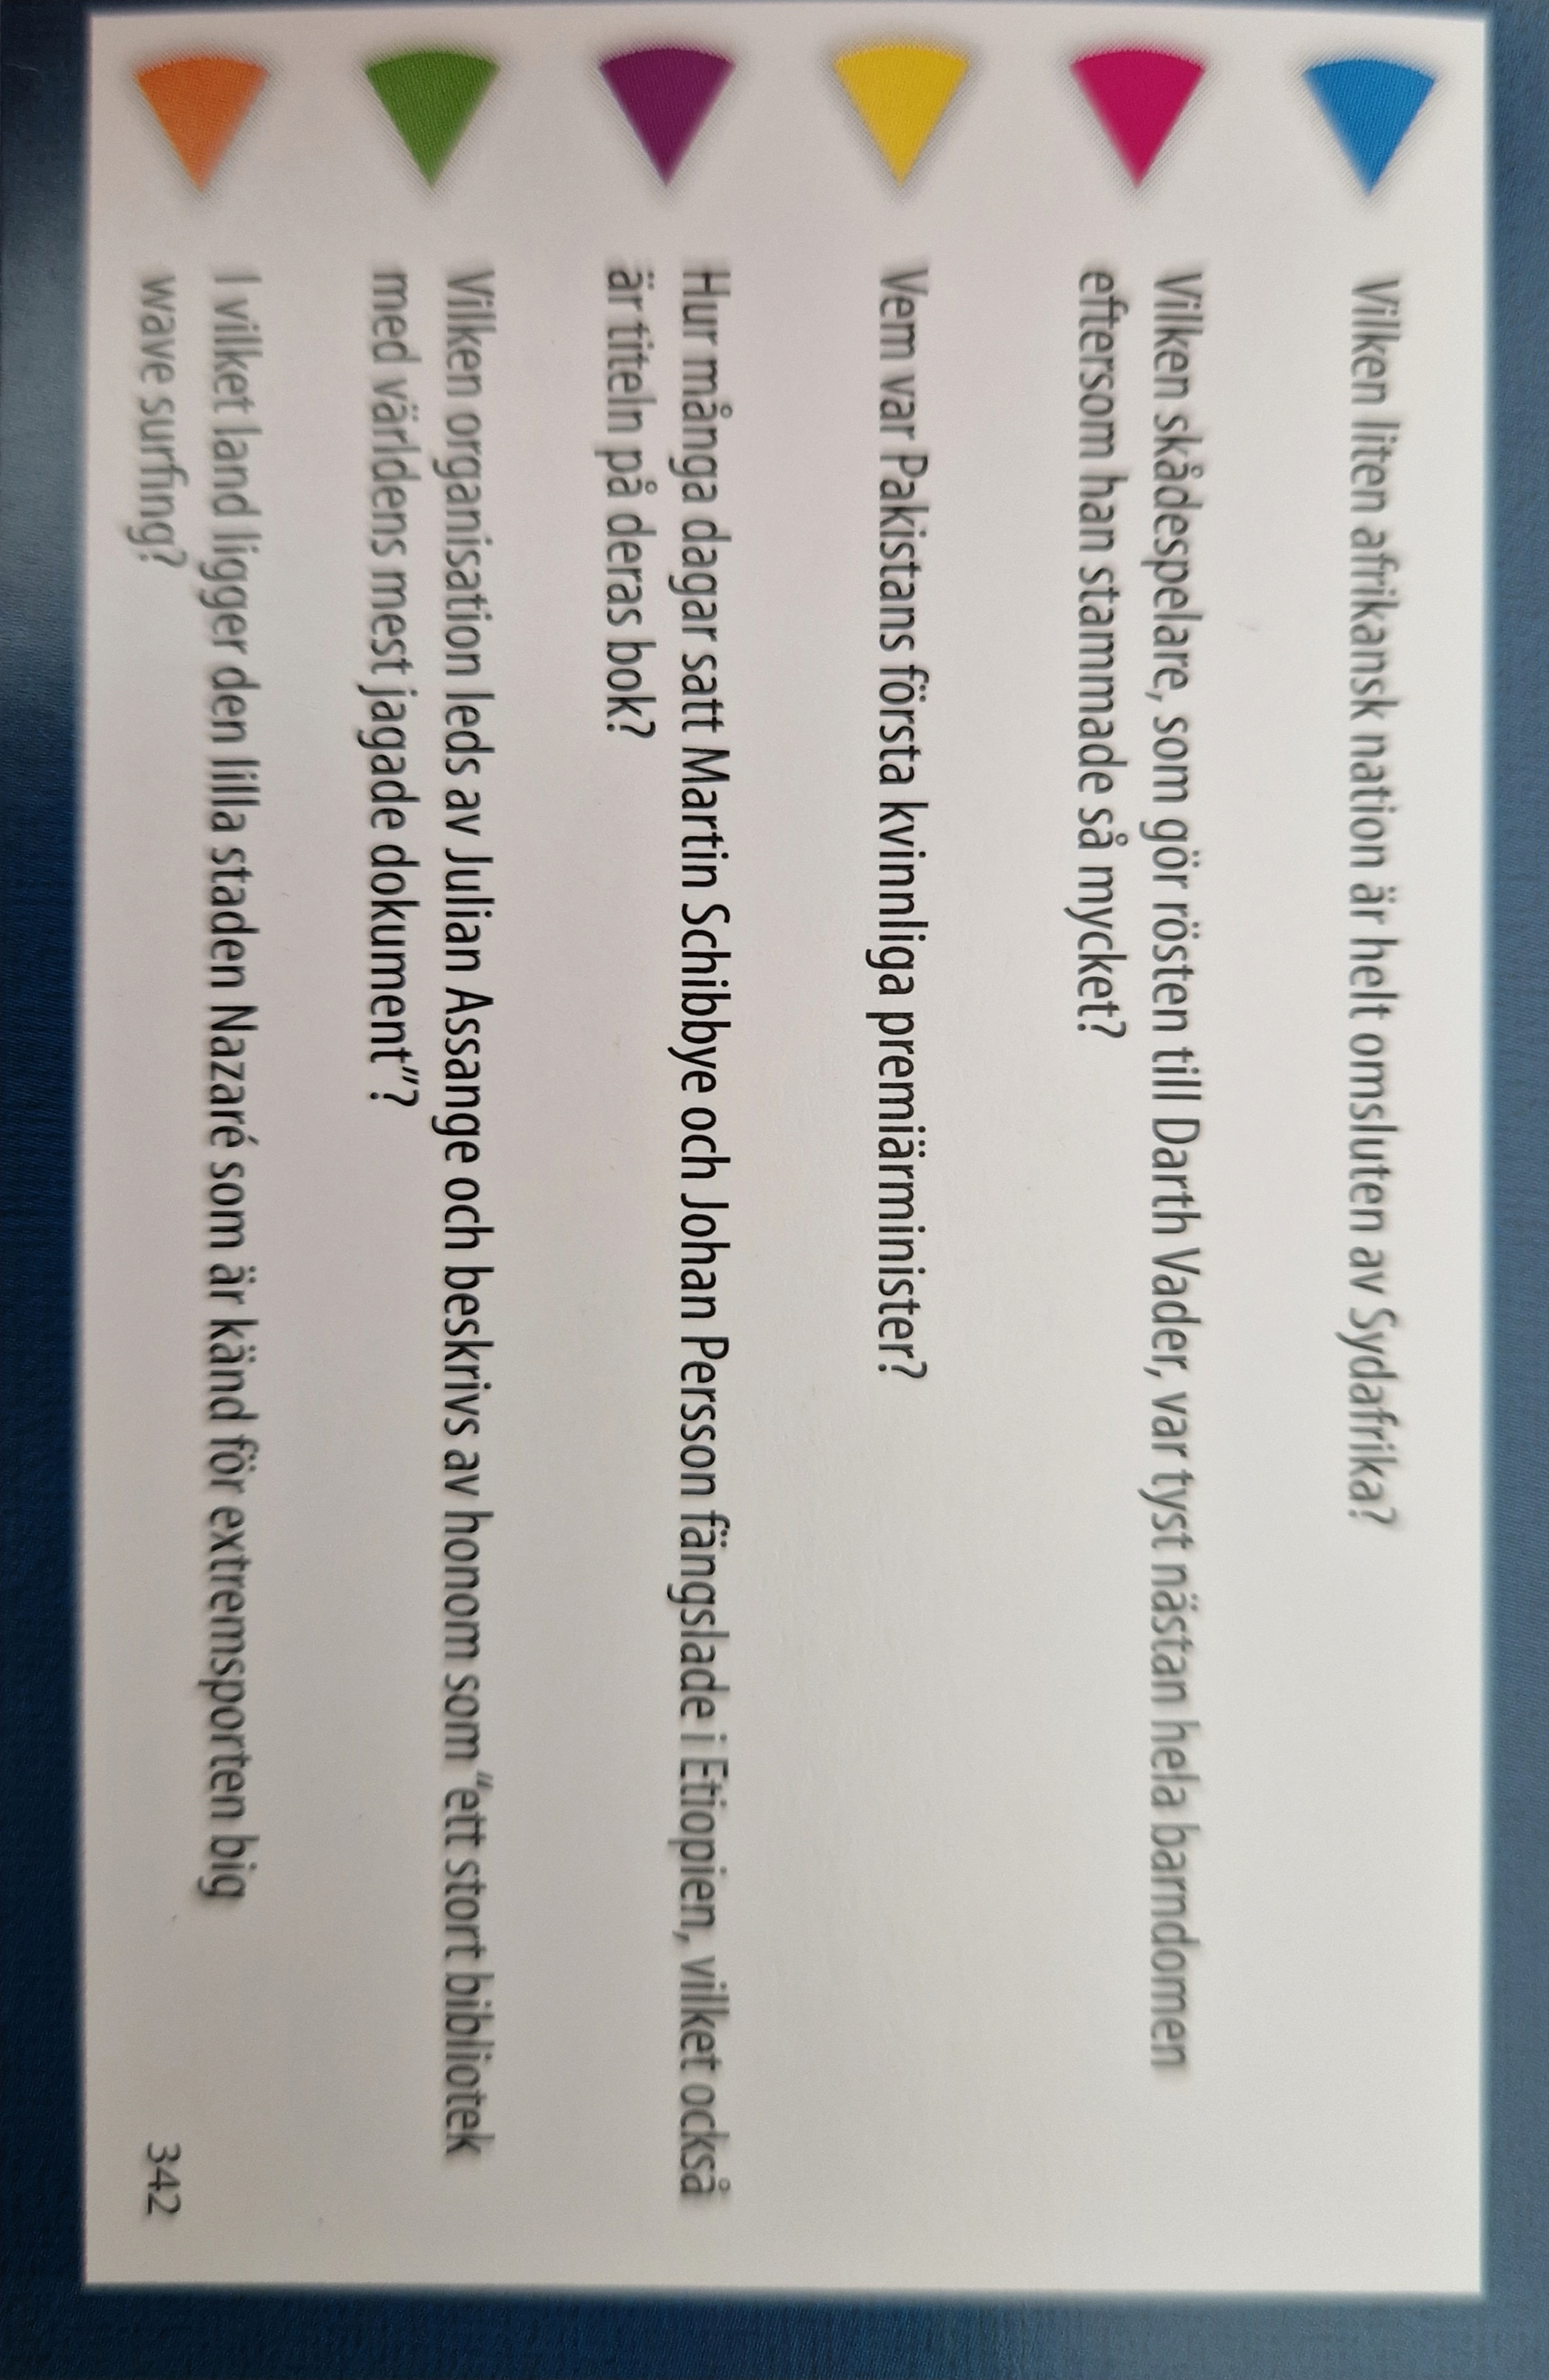 Vilken liten afrikansk nation är helt omsluten av Sydafrika?
Vilken skådespelare, som gör rösten till Darth Vader, var tyst nästan hela barndomen
eftersom han stammade så mycket?
Vem var Pakistans första kvinnliga premiärminister?
Hur många dagar satt Martin Schibbye och Johan Persson fängslade i Etiopien, vilket också
är titeln på deras bok?
Vilken organisation leds av Julian Assange och beskrivs av honom som "ett stort bibliotek
med världens mest jagade dokument"?
I vilket land ligger den lilla staden Nazaré som är känd för extremsporten big
wave surfing?
342